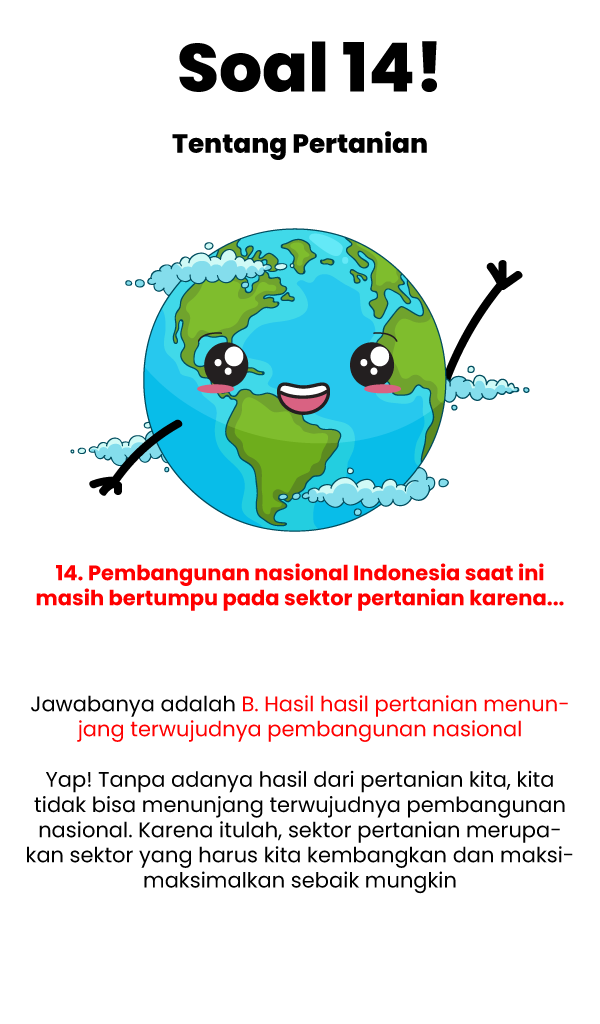 Soal 14!
Tentang Pertanian
14. Pembangunan nasional Indonesia saat ini
masih bertumpu pada sektor pertanian karena...
Jawabanya adalah B. Hasil hasil pertanian menun-
jang terwujudnya pembangunan nasional
Yap! Tanpa adanya hasil dari pertanian kita, kita
tidak bisa menunjang terwujudnya pembangunan
nasional. Karena itulah, sektor pertanian merupa-
kan sektor yang harus kita kembangkan dan maksi-
maksimalkan sebaik mungkin